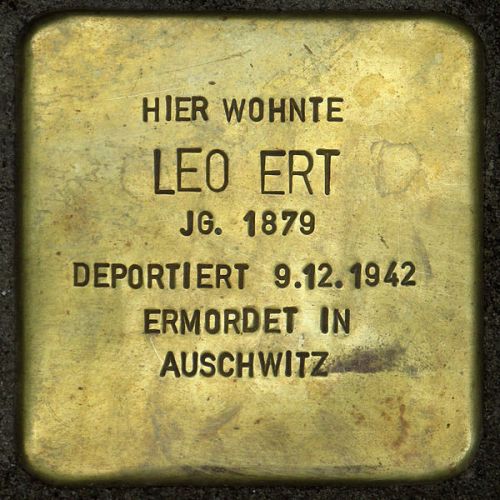 HIER WOHNTE
LEO ERT
JG. 1879
DEPORTIERT 9.12.1942
ERMORDET IN
AUSCHWITZ